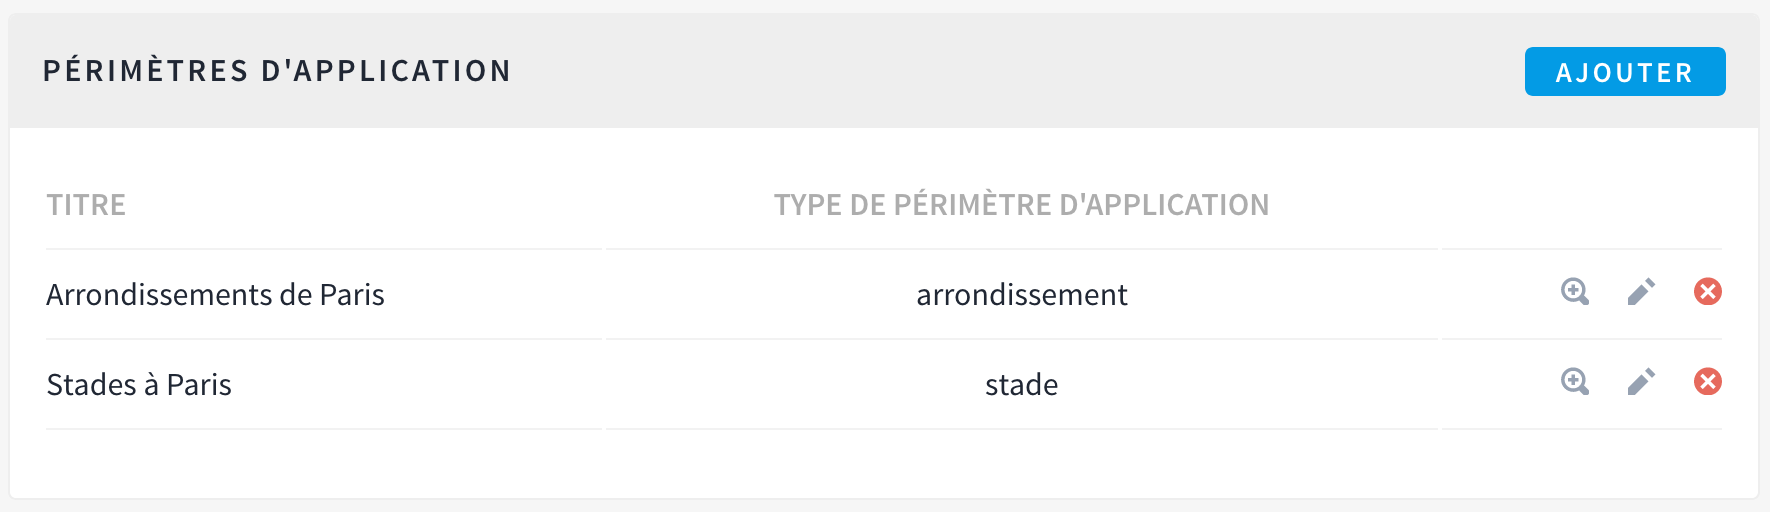 PÉRIMÈTRES D'APPLICATION
AJOUTER
TITRE TYPE DE PÉRIMÈTRE D'APPLICATION
Arrondissements de Paris arrondissement
Stades à Paris stade